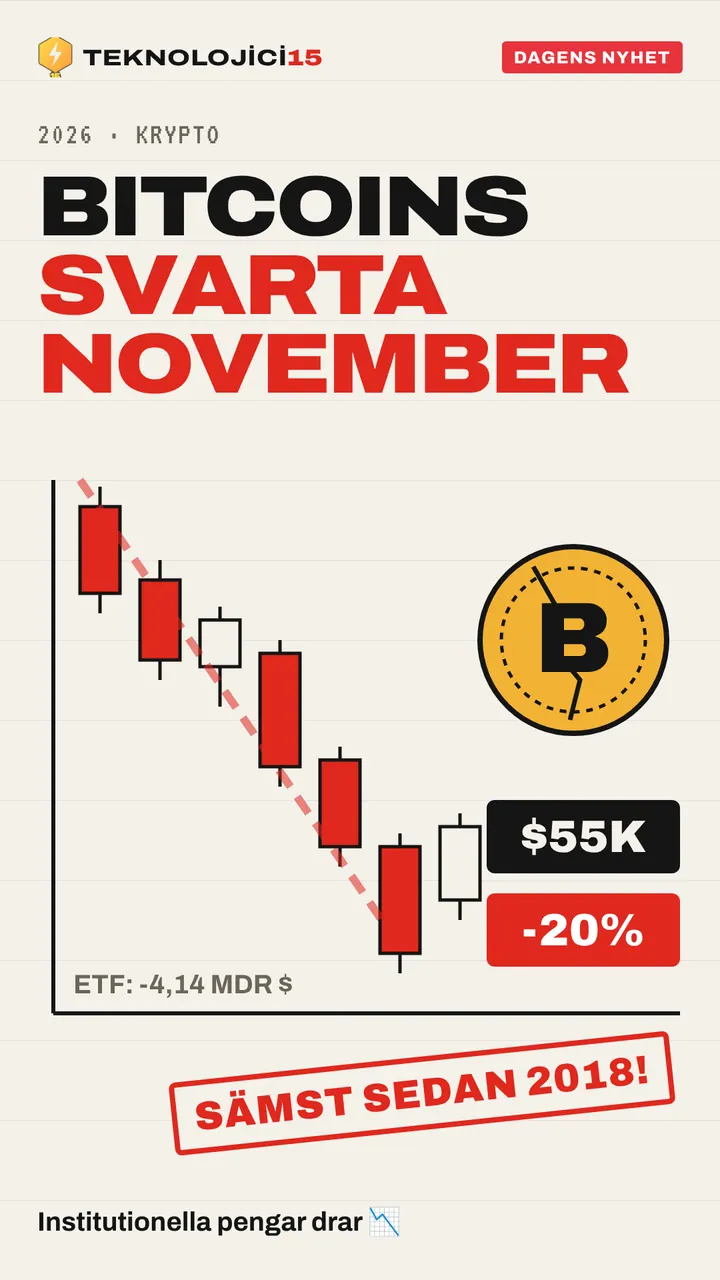 TEKNOLOJİCİ15
DAGENS NYHET
2026 · KRYPTO
BITCOINS
SVARTA
NOVEMBER
B
$55K
-20%
ETF: -4,14 MDR $
SÄMST SEDAN 2018!
Institutionella pengar drar 📉